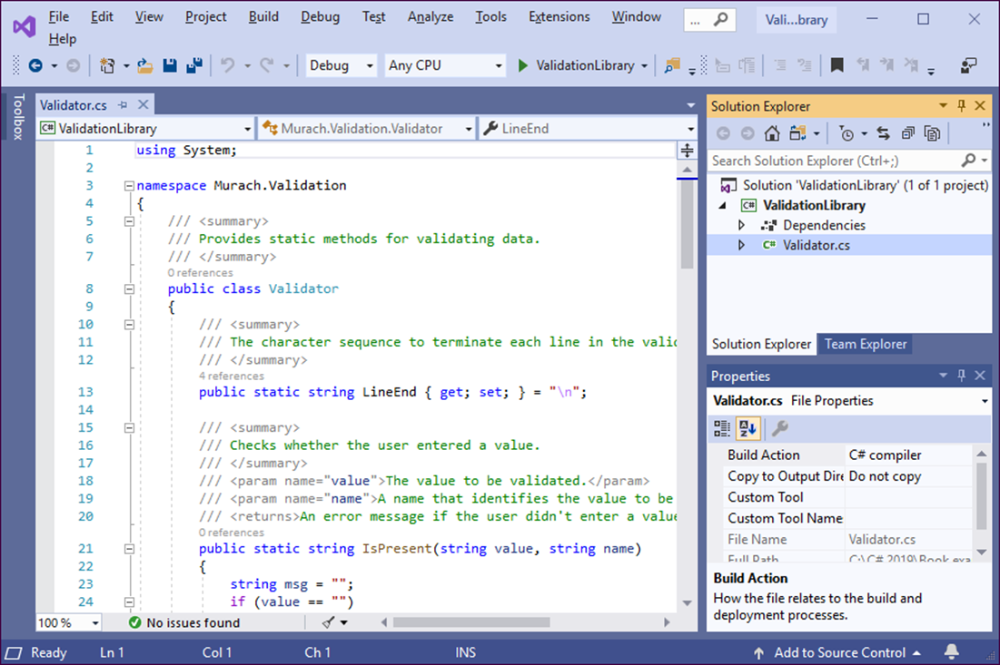 File Edit View Project Build Debug Test Analyze Tools Extensions Window ... Vali...brary
Help
Debug Any CPU ValidationLibrary
Toolbox
Validator.cs
C# ValidationLibrary Murach.Validation.Validator LineEnd
1 using System;
2
3 namespace Murach.Validation
4 {
5 /// <summary>
6 /// Provides static methods for validating data.
7 /// </summary>
0 references
8 public class Validator
9 {
10 /// <summary>
11 /// The character sequence to terminate each line in the valid
12 /// </summary>
4 references
13 public static string LineEnd { get; set; } = "\n";
14
15 /// <summary>
16 /// Checks whether the user entered a value.
17 /// </summary>
18 /// <param name="value">The value to be validated.</param>
19 /// <param name="name">A name that identifies the value to be
20 /// <returns>An error message if the user didn't enter a value
0 references
21 public static string IsPresent(string value, string name)
22 {
23 string msg = "";
24 if (value == "")
100 % No issues found
Solution Explorer
Search Solution Explorer (Ctrl+;)
Solution 'ValidationLibrary' (1 of 1 project)
C# ValidationLibrary
Dependencies
C# Validator.cs
Solution Explorer Team Explorer
Properties
Validator.cs File Properties
Build Action C# compiler
Copy to Output Dire Do not copy
Custom Tool
Custom Tool Name
File Name Validator.cs
Full Path C:\C# 2019\Book exa
Build Action
How the file relates to the build and
deployment processes.
Ready Ln 1 Col 1 Ch 1 INS Add to Source Control